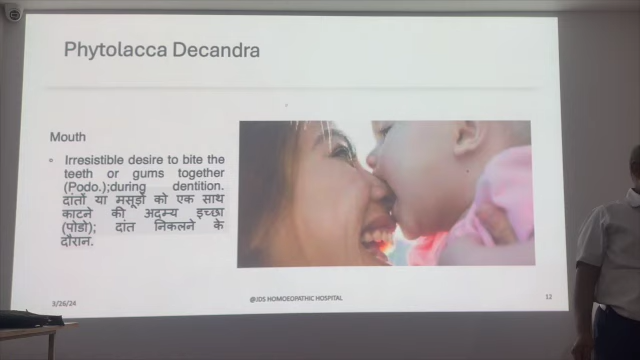 Phytolacca Decandra
Mouth
Irresistible desire to bite the
teeth or gums together
(Podo.);during dentition.
दांतों या मसूड़ों को एक साथ
काटने की अदम्य इच्छा
(पोडो); दांत निकलने के
दौरान.
3/26/24
@JDS HOMOEOPATHIC HOSPITAL
12